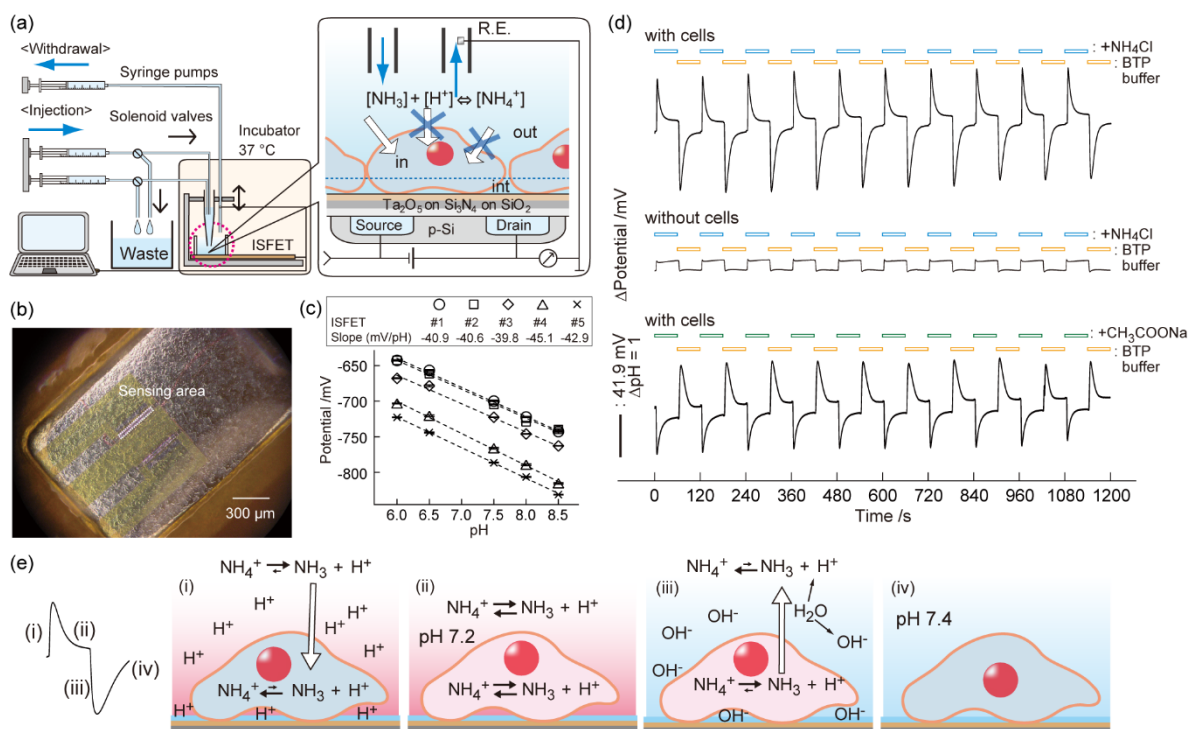 (a)
<Withdrawal>
Syringe pumps
<Injection>
Solenoid valves
Incubator
37 °C
Waste
ISFET
R.E.
[NH₃] + [H⁺] ⇔ [NH₄⁺]
out
in
int
Ta₂O₅ on Si₃N₄ on SiO₂
Source
p-Si
Drain
(b)
Sensing area
300 μm
(c)
ISFET #1 #2 #3 #4 #5
Slope (mV/pH) -40.9 -40.6 -39.8 -45.1 -42.9
Potential /mV
-650
-700
-750
-800
6.0 6.5 7.0 7.5 8.0 8.5
pH
(d)
with cells
: +NH₄Cl
: BTP
buffer
without cells
: +NH₄Cl
: BTP
buffer
with cells
: +CH₃COONa
: BTP
buffer
ΔPotential /mV
: 41.9 mV
ΔpH = 1
0 120 240 360 480 600 720 840 960 1080 1200
Time /s
(e)
(i)
(ii)
(iii)
(iv)
(i)
NH₄⁺ ⇄ NH₃ + H⁺
H⁺
H⁺
H⁺
H⁺
H⁺
H⁺
NH₄⁺ ⇄ NH₃ + H⁺
H⁺
H⁺
H⁺
(ii)
NH₄⁺ ⇄ NH₃ + H⁺
pH 7.2
NH₄⁺ ⇄ NH₃ + H⁺
(iii)
NH₄⁺ ⇄ NH₃ + H⁺
H₂O
OH⁻
OH⁻
OH⁻
OH⁻
NH₄⁺ ⇄ NH₃ + H⁺
OH⁻
OH⁻
(iv)
pH 7.4